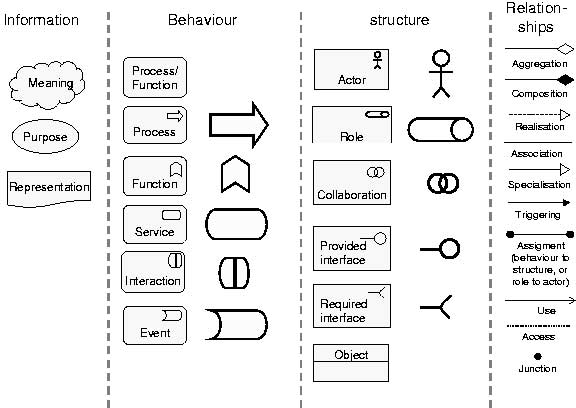 Information
Meaning
Purpose
Representation
Behaviour
Process/
Function
Process
Function
Service
Interaction
Event
structure
Actor
Role
Collaboration
Provided
interface
Required
interface
Object
Relation-
ships
Aggregation
Composition
Realisation
Association
Specialisation
Triggering
Assigment
(behaviour to
structure, or
role to actor)
Use
Access
Junction